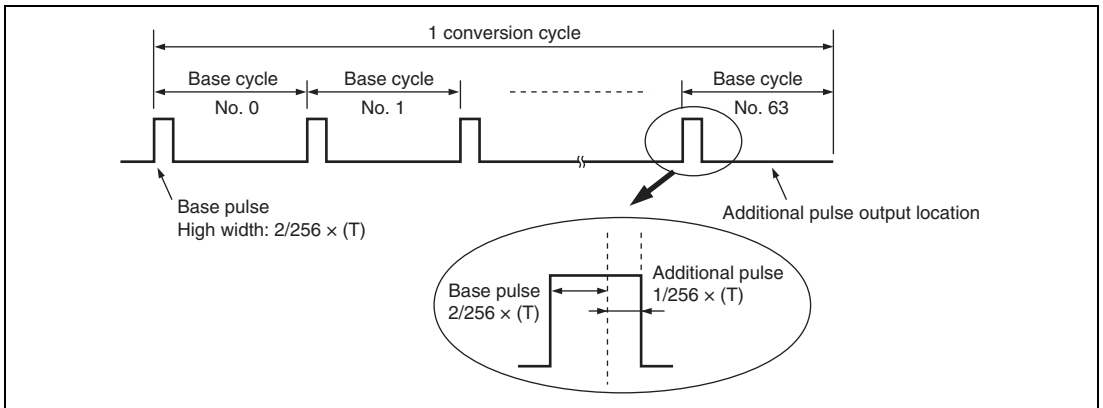 1 conversion cycle
Base cycle
No. 0
Base cycle
No. 1
Base cycle
No. 63
Base pulse
High width: 2/256 × (T)
Additional pulse output location
Base pulse
2/256 × (T)
Additional pulse
1/256 × (T)